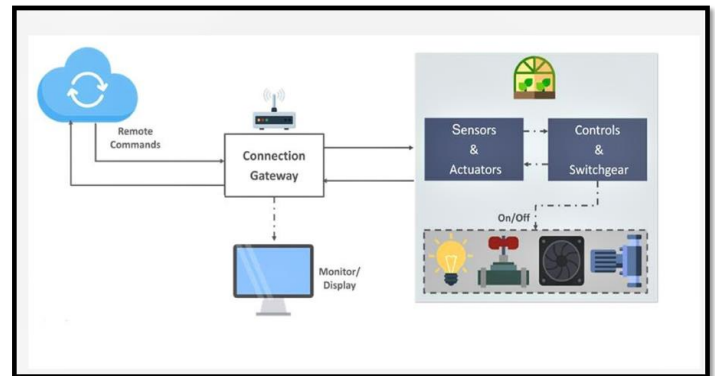 Remote
Commands
Connection
Gateway
Monitor/
Display
Sensors
&
Actuators
Controls
&
Switchgear
On/Off